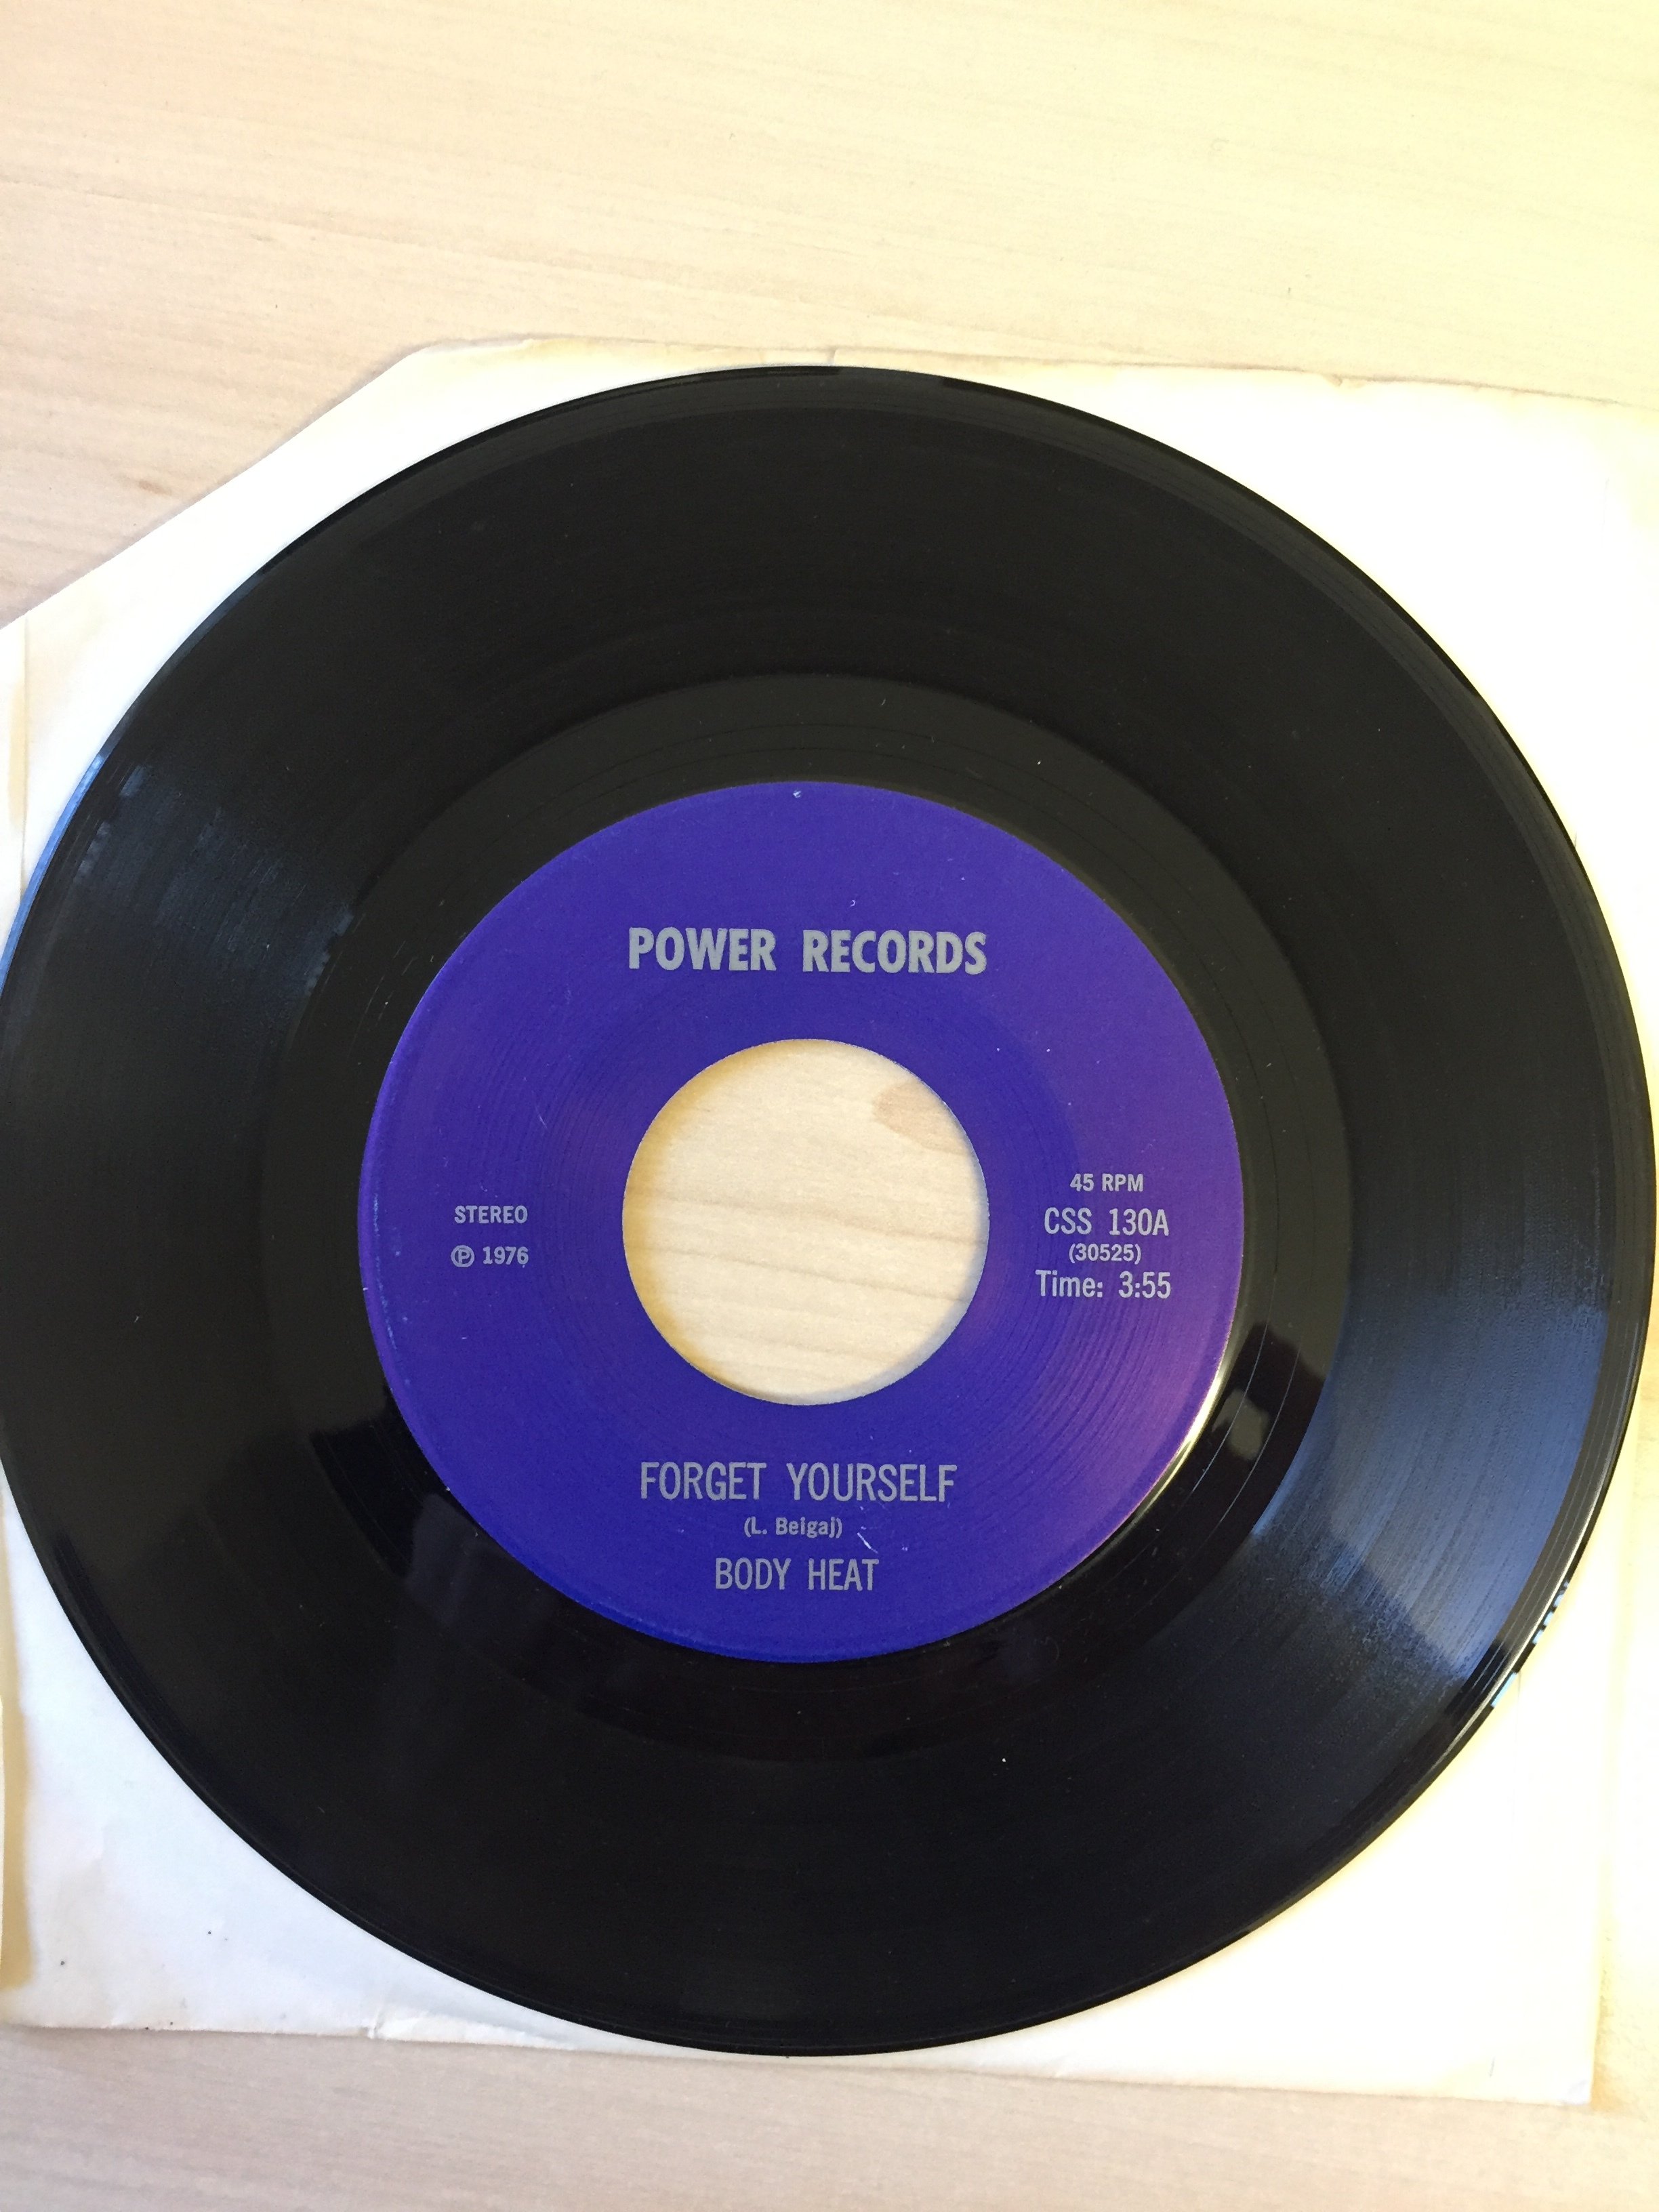 POWER RECORDS
STEREO
Ⓟ 1976
45 RPM
CSS 130A
(30525)
Time: 3:55
FORGET YOURSELF
(L. Beigaj)
BODY HEAT